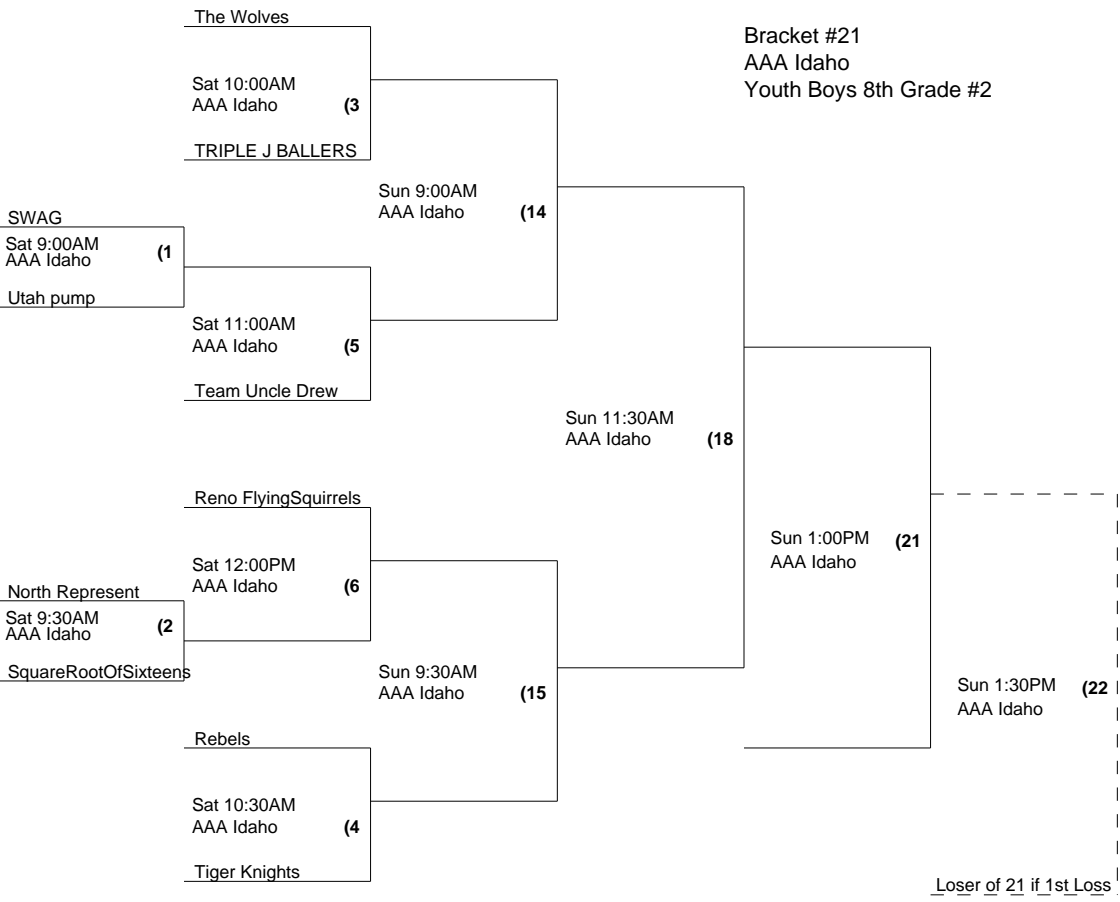 The Wolves
Bracket #21
AAA Idaho
Youth Boys 8th Grade #2
Sat 10:00AM
AAA Idaho (3
TRIPLE J BALLERS
Sun 9:00AM
AAA Idaho (14
SWAG
Sat 9:00AM
AAA Idaho (1
Utah pump
Sat 11:00AM
AAA Idaho (5
Team Uncle Drew
Sun 11:30AM
AAA Idaho (18
Reno FlyingSquirrels
Sun 1:00PM (21
AAA Idaho
Sat 12:00PM
AAA Idaho (6
North Represent
Sat 9:30AM
AAA Idaho (2
SquareRootOfSixteens
Sun 9:30AM
AAA Idaho (15
Sun 1:30PM (22
AAA Idaho
Rebels
Sat 10:30AM
AAA Idaho (4
Tiger Knights
Loser of 21 if 1st Loss